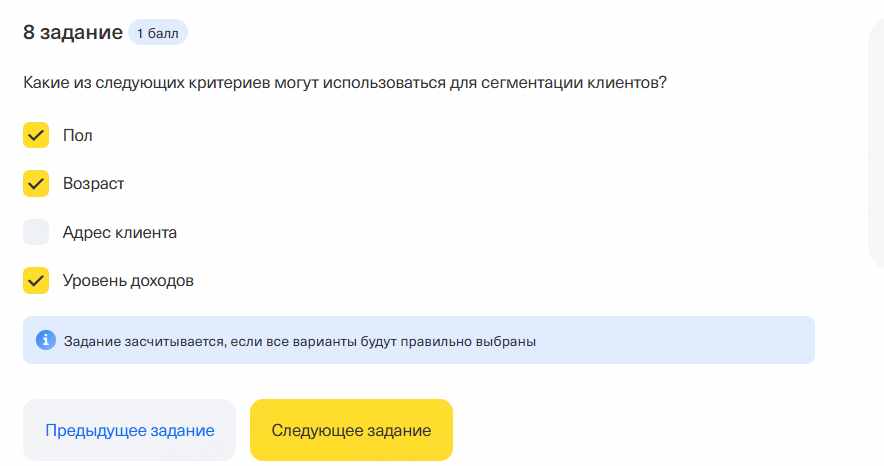 8 задание 1 балл
Какие из следующих критериев могут использоваться для сегментации клиентов?
Пол
Возраст
Адрес клиента
Уровень доходов
Задание засчитывается, если все варианты будут правильно выбраны
Предыдущее задание Следующее задание